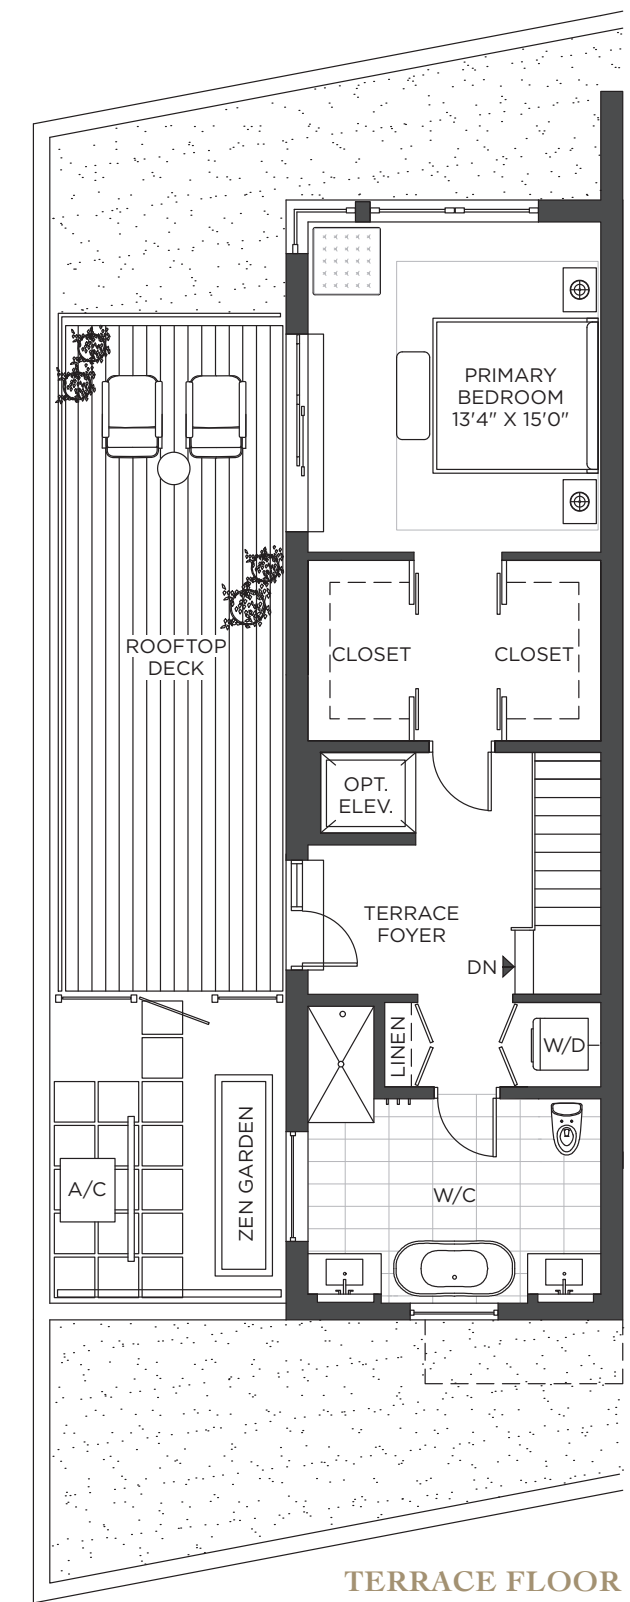 PRIMARY
BEDROOM
13'4" X 15'0"
ROOFTOP
DECK
CLOSET
CLOSET
OPT.
ELEV.
TERRACE
FOYER
DN
LINEN
W/D
A/C
ZEN GARDEN
W/C
TERRACE FLOOR